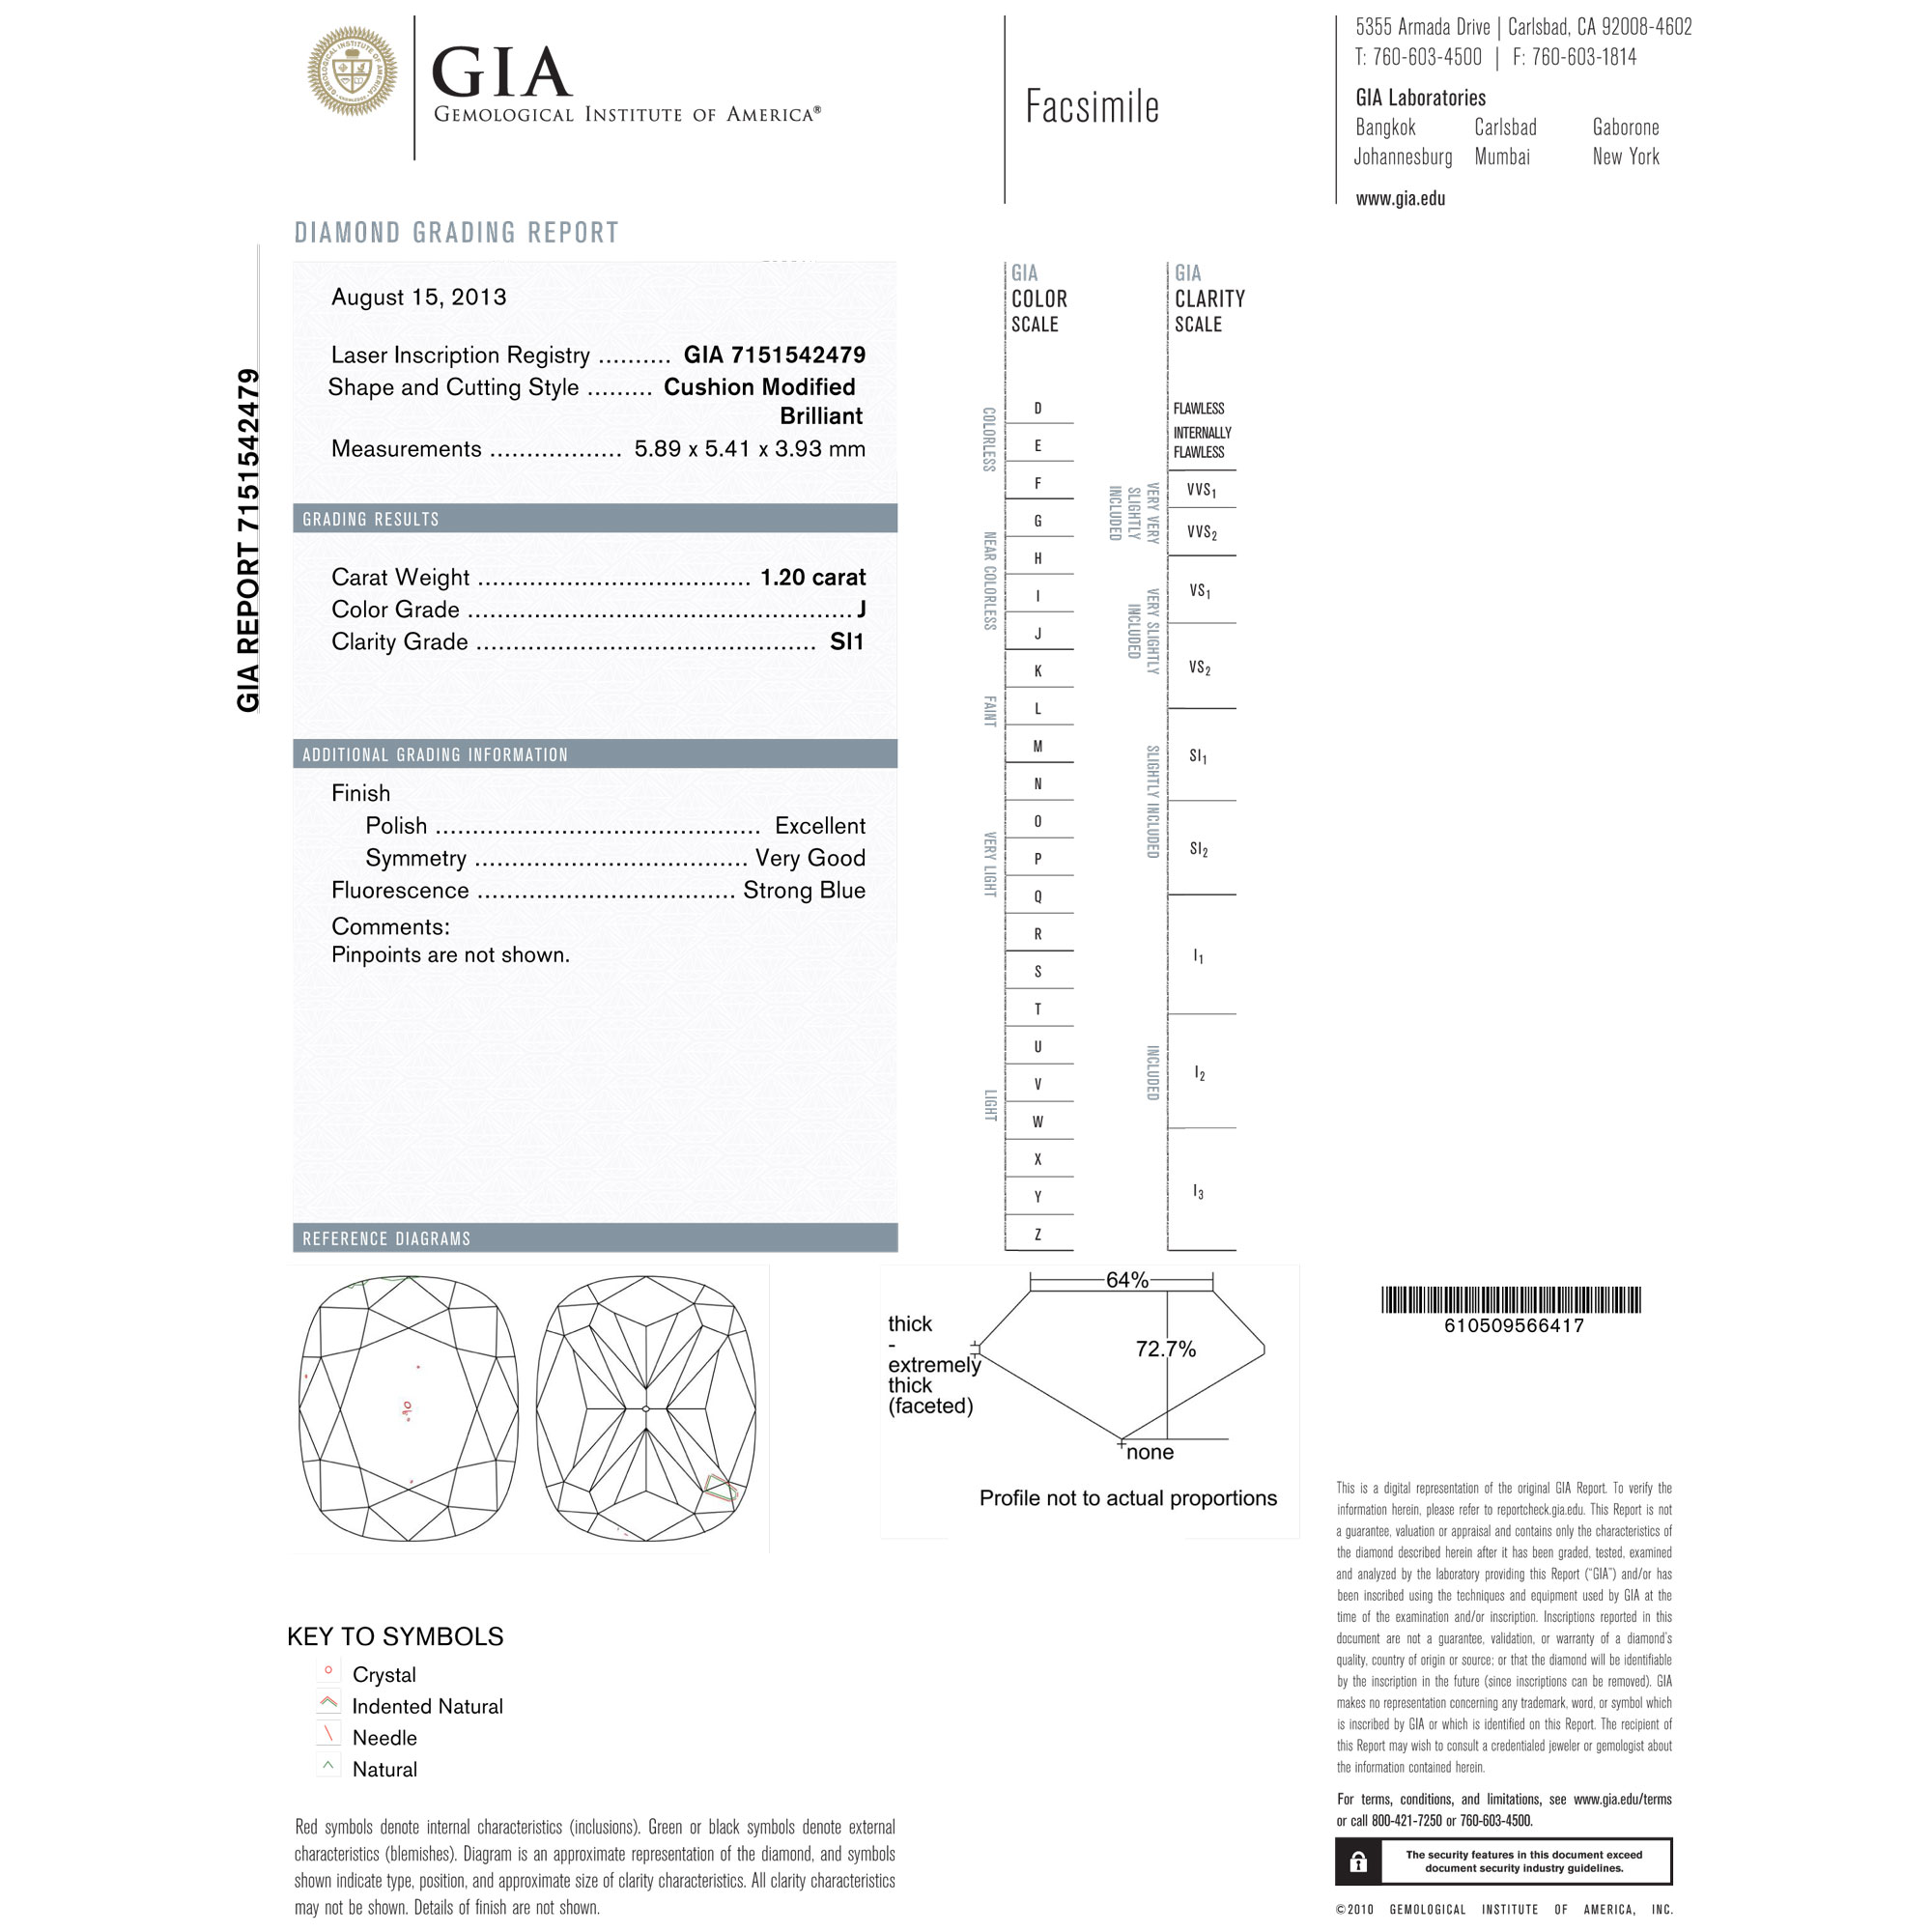 GIA
GEMOLOGICAL INSTITUTE OF AMERICA®
Facsimile
5355 Armada Drive | Carlsbad, CA 92008-4602
T: 760-603-4500 | F: 760-603-1814
GIA Laboratories
Bangkok Carlsbad Gaborone
Johannesburg Mumbai New York
www.gia.edu
DIAMOND GRADING REPORT
GIA REPORT 7151542479
August 15, 2013
Laser Inscription Registry .......... GIA 7151542479
Shape and Cutting Style ......... Cushion Modified
Brilliant
Measurements .................. 5.89 x 5.41 x 3.93 mm
GRADING RESULTS
Carat Weight ..................................... 1.20 carat
Color Grade .................................................... J
Clarity Grade .............................................. SI1
ADDITIONAL GRADING INFORMATION
Finish
Polish ............................................ Excellent
Symmetry ..................................... Very Good
Fluorescence ................................... Strong Blue
Comments:
Pinpoints are not shown.
REFERENCE DIAGRAMS
GIA
COLOR
SCALE
COLORLESS
NEAR COLORLESS
FAINT
VERY LIGHT
LIGHT
D
E
F
G
H
I
J
K
L
M
N
O
P
Q
R
S
T
U
V
W
X
Y
Z
GIA
CLARITY
SCALE
VERY VERY
SLIGHTLY
INCLUDED
VERY SLIGHTLY
INCLUDED
SLIGHTLY INCLUDED
INCLUDED
FLAWLESS
INTERNALLY
FLAWLESS
VVS1
VVS2
VS1
VS2
SI1
SI2
I1
I2
I3
64%
72.7%
thick
-
extremely
thick
(faceted)
none
Profile not to actual proportions
610509566417
KEY TO SYMBOLS
Crystal
Indented Natural
Needle
Natural
Red symbols denote internal characteristics (inclusions). Green or black symbols denote external
characteristics (blemishes). Diagram is an approximate representation of the diamond, and symbols
shown indicate type, position, and approximate size of clarity characteristics. All clarity characteristics
may not be shown. Details of finish are not shown.
This is a digital representation of the original GIA Report. To verify the
information herein, please refer to reportcheck.gia.edu. This Report is not
a guarantee, valuation or appraisal and contains only the characteristics of
the diamond described herein after it has been graded, tested, examined
and analyzed by the laboratory providing this Report ("GIA") and/or has
been inscribed using the techniques and equipment used by GIA at the
time of the examination and/or inscription. Inscriptions reported in this
document are not a guarantee, validation, or warranty of a diamond's
quality, country of origin or source; or that the diamond will be identifiable
by the inscription in the future (since inscriptions can be removed). GIA
makes no representation concerning any trademark, word, or symbol which
is inscribed by GIA or which is identified on this Report. The recipient of
this Report may wish to consult a credentialed jeweler or gemologist about
the information contained herein.
For terms, conditions, and limitations, see www.gia.edu/terms
or call 800-421-7250 or 760-603-4500.
The security features in this document exceed
document security industry guidelines.
©2010 GEMOLOGICAL INSTITUTE OF AMERICA, INC.